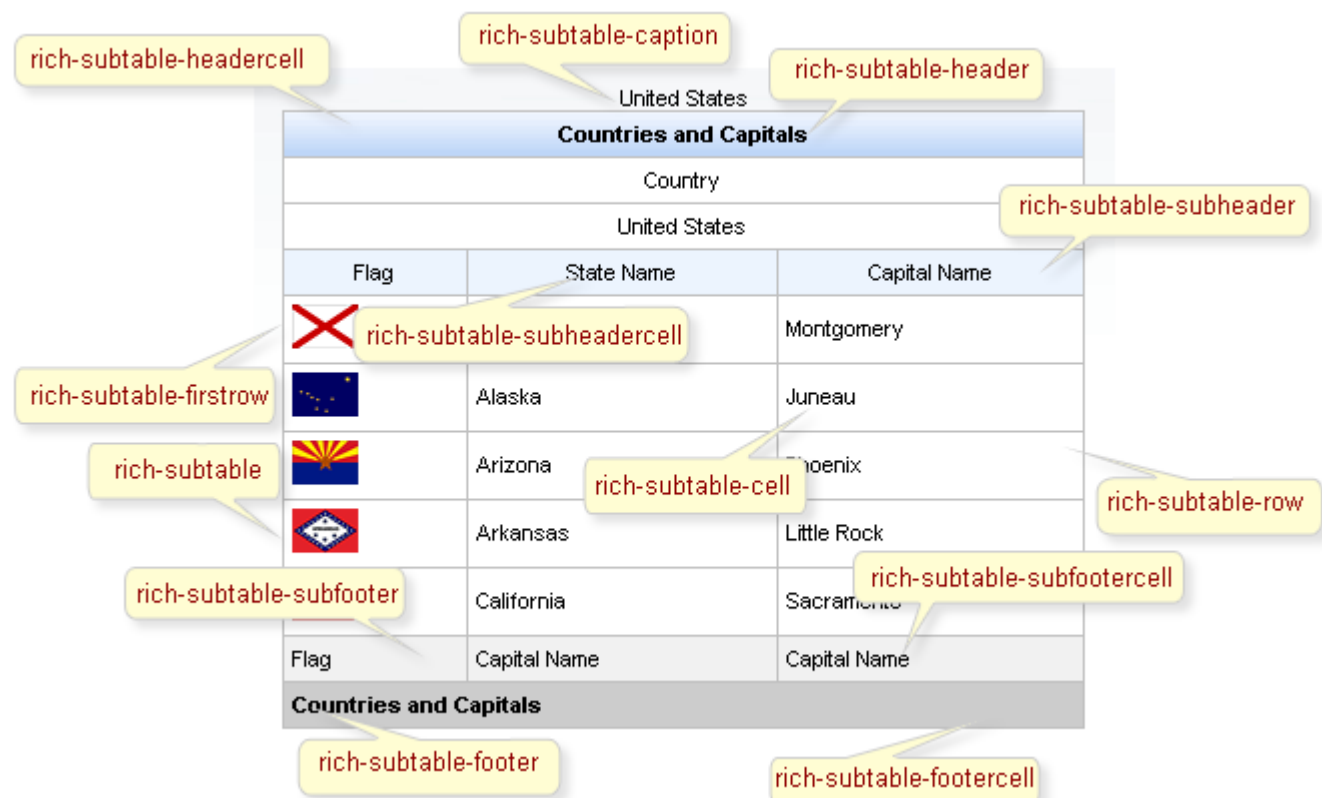 rich-subtable-caption
rich-subtable-headercell
rich-subtable-header
United States
Countries and Capitals
Country
rich-subtable-subheader
United States
Flag State Name Capital Name
rich-subtable-subheadercell
Montgomery
rich-subtable-firstrow
Alaska Juneau
rich-subtable
Arizona
rich-subtable-cell
rich-subtable-row
Arkansas Little Rock
rich-subtable-subfootercell
rich-subtable-subfooter
California Sacramento
Flag Capital Name Capital Name
Countries and Capitals
rich-subtable-footer
rich-subtable-footercell